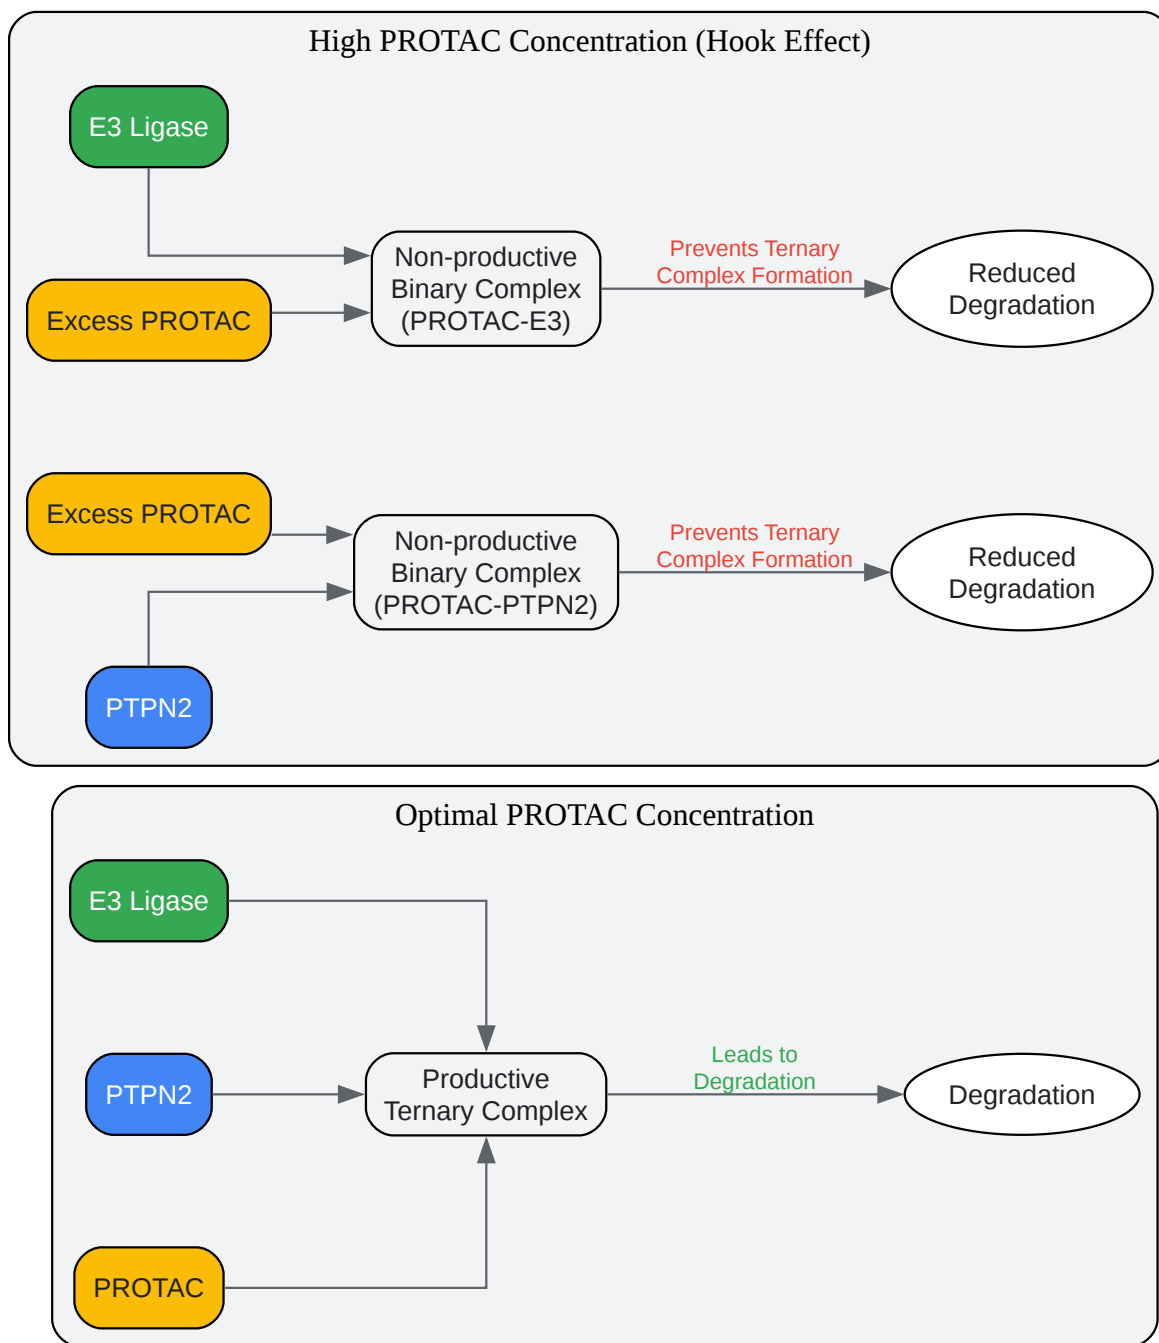 High PROTAC Concentration (Hook Effect)
E3 Ligase
Excess PROTAC
Non-productive
Binary Complex
(PROTAC-E3)
Prevents Ternary
Complex Formation
Reduced
Degradation
Excess PROTAC
PTPN2
Non-productive
Binary Complex
(PROTAC-PTPN2)
Prevents Ternary
Complex Formation
Reduced
Degradation
Optimal PROTAC Concentration
E3 Ligase
PTPN2
PROTAC
Productive
Ternary Complex
Leads to
Degradation
Degradation